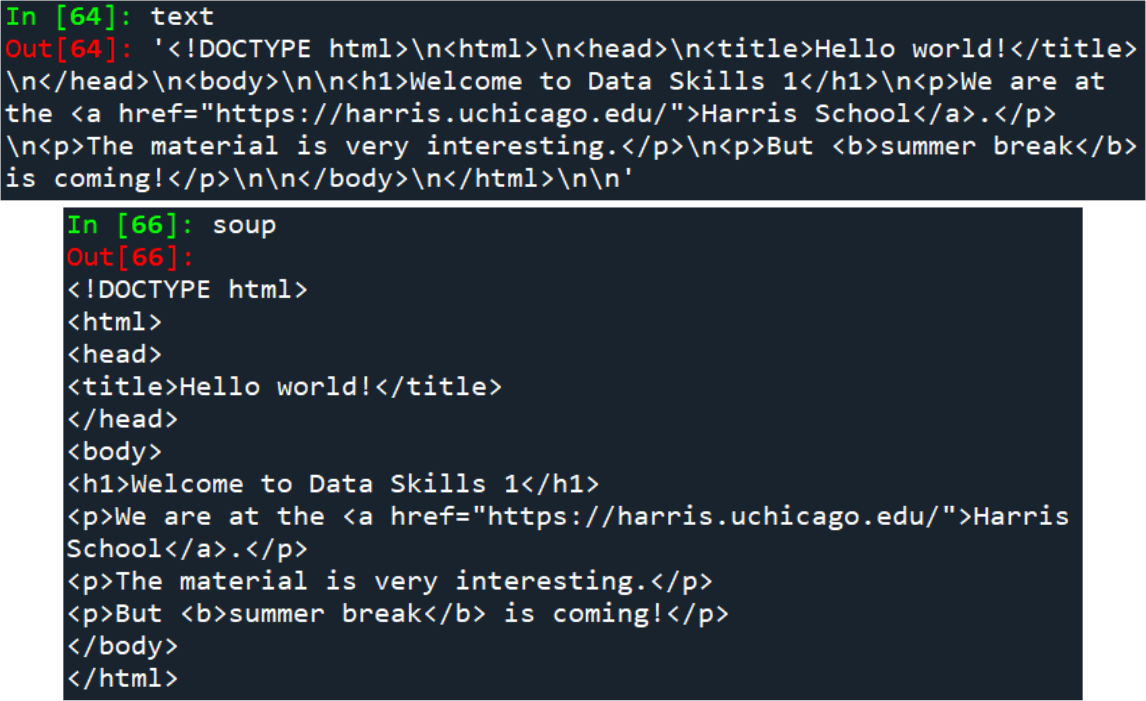 In [64]: text
Out[64]: '<!DOCTYPE html>\n<html>\n<head>\n<title>Hello world!</title>
\n</head>\n<body>\n\n<h1>Welcome to Data Skills 1</h1>\n<p>We are at
the <a href="https://harris.uchicago.edu/">Harris School</a>.</p>
\n<p>The material is very interesting.</p>\n<p>But <b>summer break</b>
is coming!</p>\n\n</body>\n</html>\n\n'
In [66]: soup
Out[66]:
<!DOCTYPE html>
<html>
<head>
<title>Hello world!</title>
</head>
<body>
<h1>Welcome to Data Skills 1</h1>
<p>We are at the <a href="https://harris.uchicago.edu/">Harris
School</a>.</p>
<p>The material is very interesting.</p>
<p>But <b>summer break</b> is coming!</p>
</body>
</html>